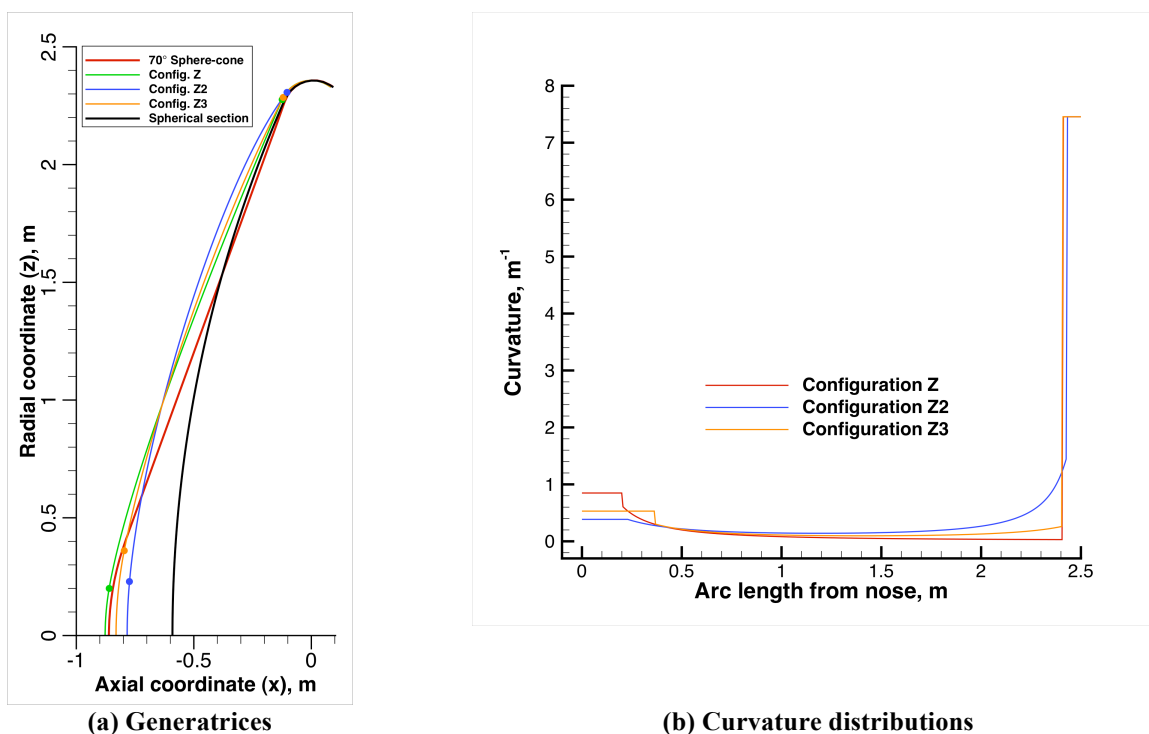 2.5
2
1.5
1
0.5
0
Radial coordinate (z), m
70° Sphere-cone
Config. Z
Config. Z2
Config. Z3
Spherical section
-1
-0.5
0
Axial coordinate (x), m
(a) Generatrices
8
7
6
5
4
3
2
1
0
Curvature, m-1
Configuration Z
Configuration Z2
Configuration Z3
0
0.5
1
1.5
2
2.5
Arc length from nose, m
(b) Curvature distributions